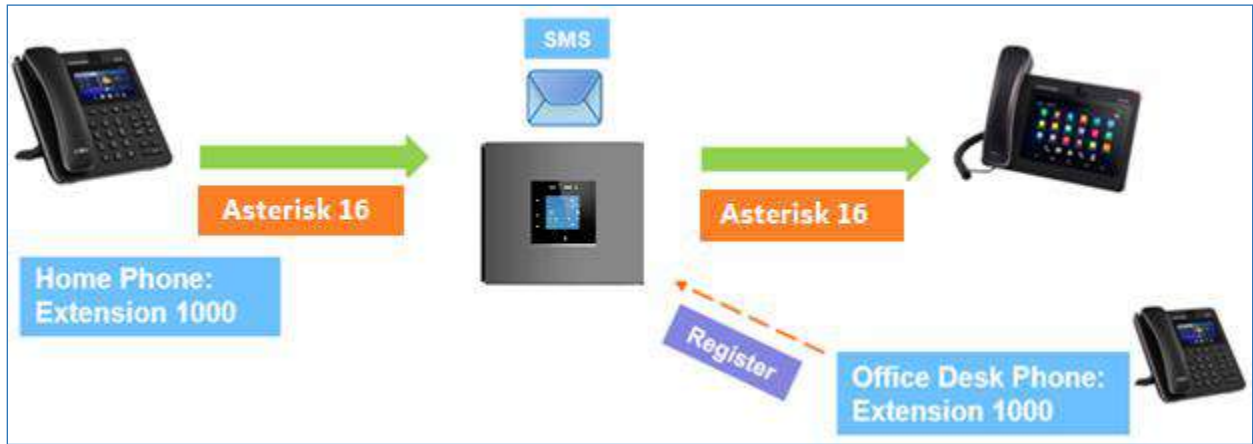 SMS
Asterisk 16
Asterisk 16
Home Phone:
Extension 1000
Register
Office Desk Phone:
Extension 1000